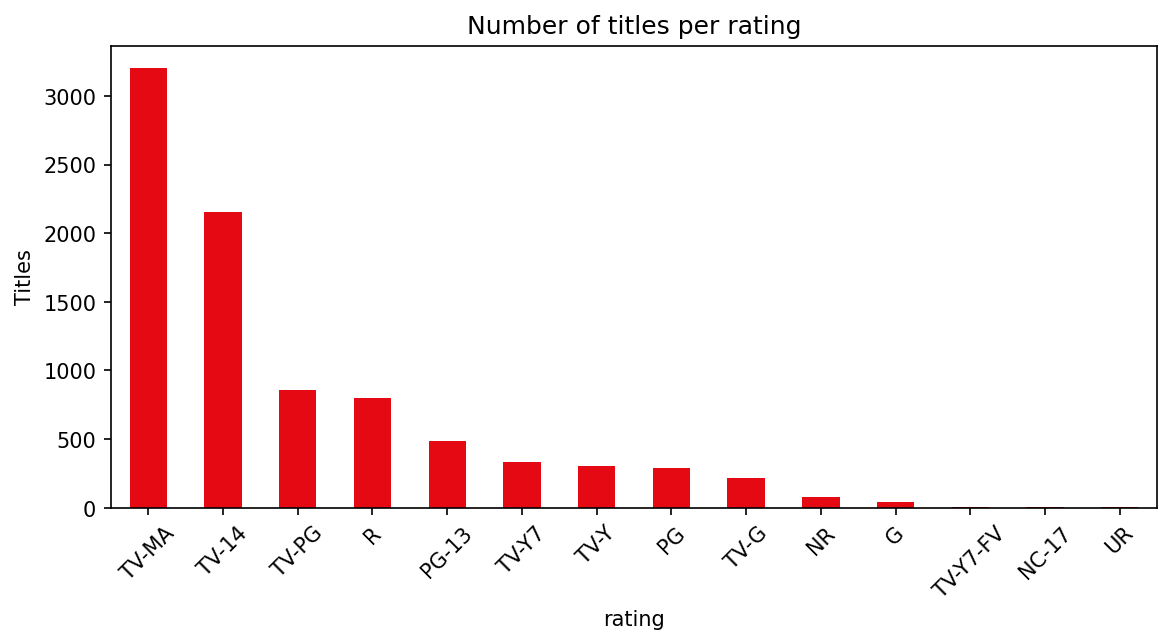 Number of titles per rating
Titles
3000
2500
2000
1500
1000
500
0
TV-MA
TV-14
TV-PG
R
PG-13
TV-Y7
TV-Y
PG
TV-G
NR
G
TV-Y7-FV
NC-17
UR
rating